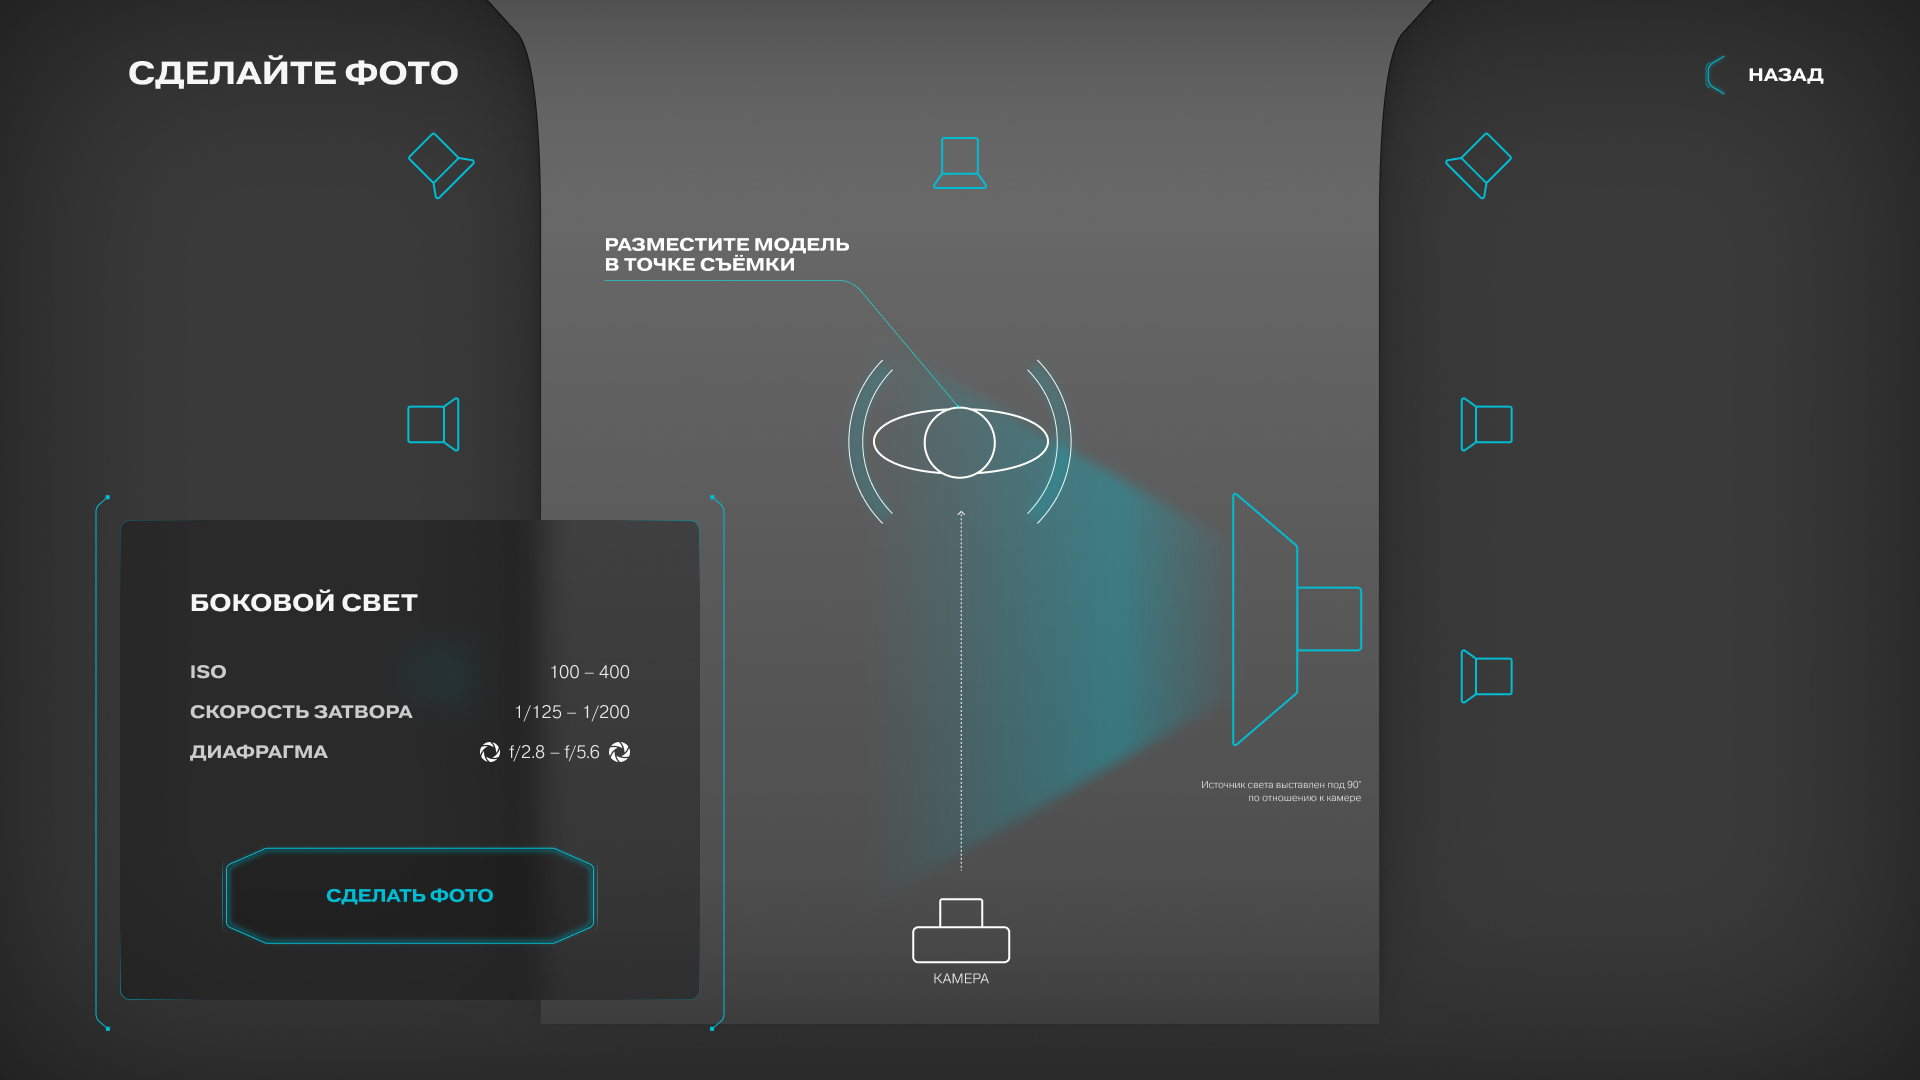 СДЕЛАЙТЕ ФОТО
НАЗАД
РАЗМЕСТИТЕ МОДЕЛЬ
В ТОЧКЕ СЪЁМКИ
БОКОВОЙ СВЕТ
ISO 100 – 400
СКОРОСТЬ ЗАТВОРА 1/125 – 1/200
ДИАФРАГМА f/2.8 – f/5.6
СДЕЛАТЬ ФОТО
Источник света выставлен под 90°
по отношению к камере
КАМЕРА